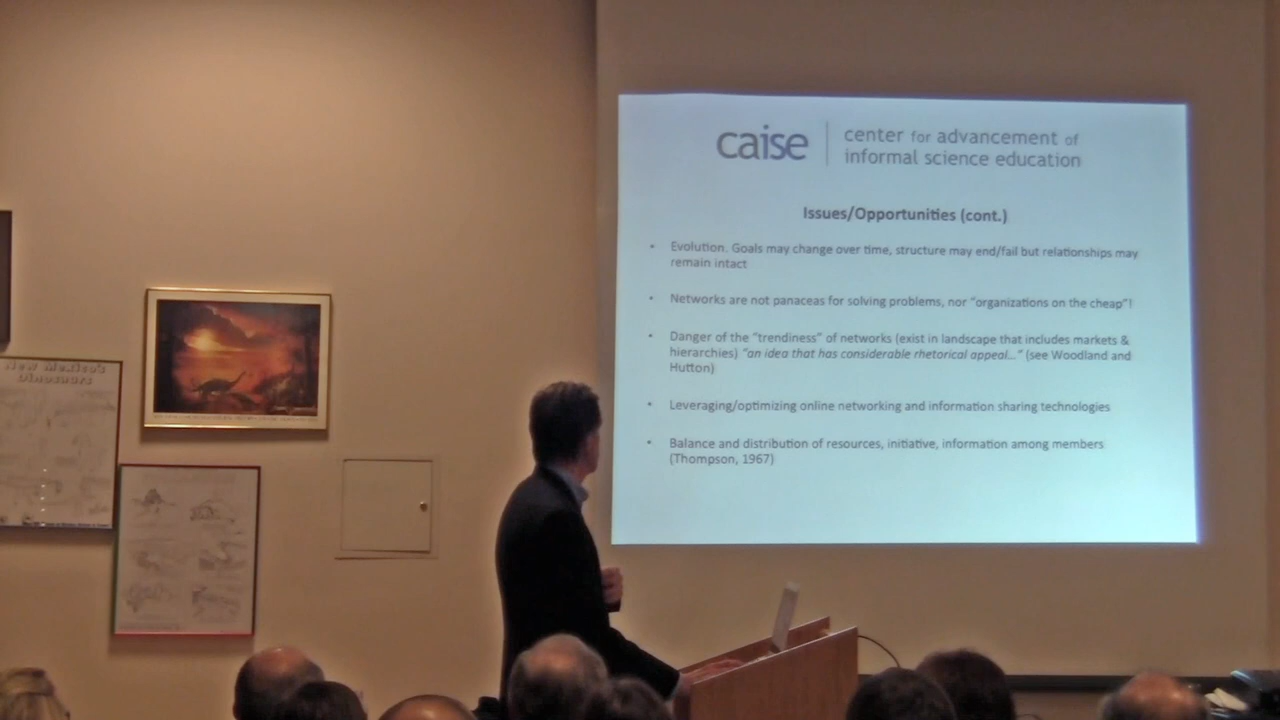 caise
center for advancement of
informal science education
Issues/Opportunities (cont.)
• Evolution. Goals may change over time, structure may end/fail but relationships may
remain intact
• Networks are not panaceas for solving problems, nor “organizations on the cheap”!
• Danger of the “trendiness” of networks (exist in landscape that includes markets &
hierarchies) “an idea that has considerable rhetorical appeal...” (see Woodland and
Hutton)
• Leveraging/optimizing online networking and information sharing technologies
• Balance and distribution of resources, initiative, information among members
(Thompson, 1967)
New Mexico's
Dinosaurs